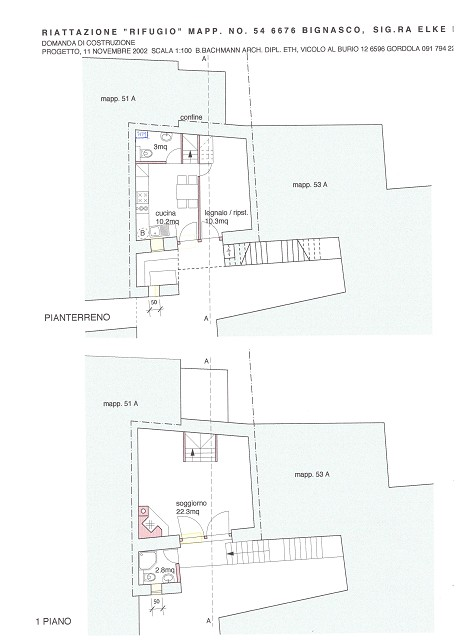 RIATTAZIONE "RIFUGIO" MAPP. NO. 54 6676 BIGNASCO, SIG.RA ELKE
DOMANDA DI COSTRUZIONE
PROGETTO, 11 NOVEMBRE 2002 SCALA 1:100 B.BACHMANN ARCH. DIPL. ETH, VICOLO AL BURIO 12 6596 GORDOLA 091 794 22
A
mapp. 51 A
confine
3mq
mapp. 53 A
cucina
10.2mq
legnaio / ripst.
10.3mq
B
50
PIANTERRENO
A
A
mapp. 51 A
mapp. 53 A
soggiorno
22.3mq
2.8mq
50
1 PIANO
A